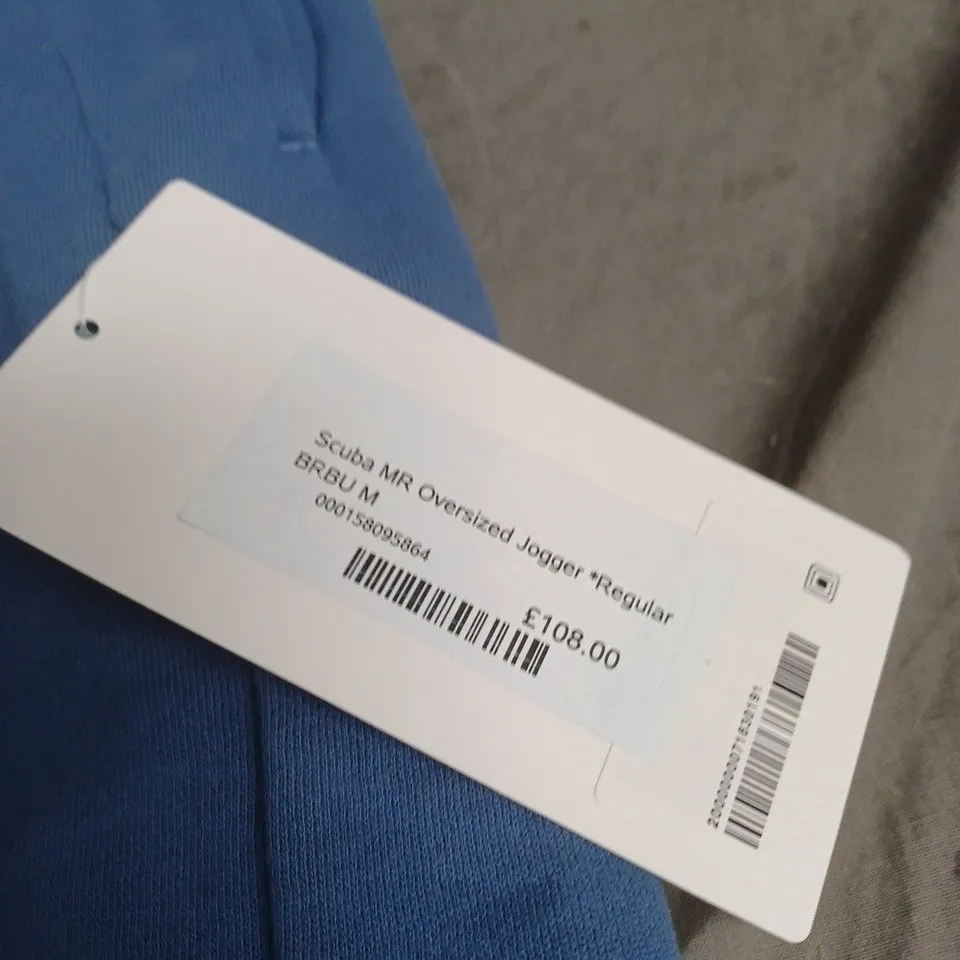 Scuba MR Oversized Jogger *Regular
BRBU M
000158095864
£108.00